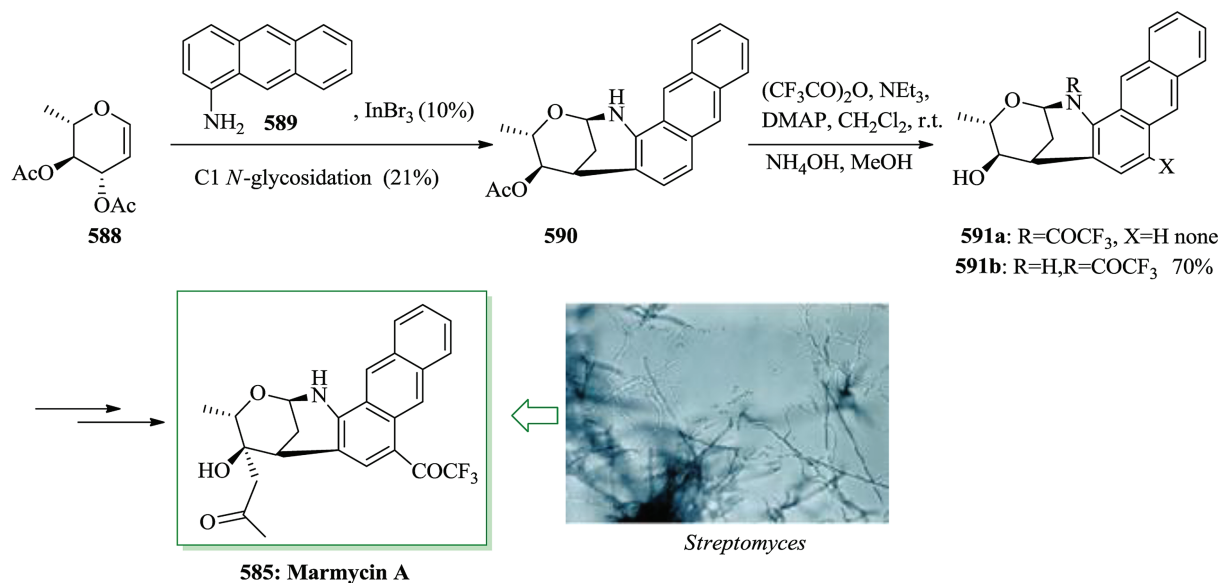 O
AcO
OAc
588
NH2
589
, InBr3 (10%)
C1 N-glycosidation (21%)
O
H
N
AcO
590
(CF3CO)2O, NEt3,
DMAP, CH2Cl2, r.t.
NH4OH, MeOH
O
R
N
HO
X
591a: R=COCF3, X=H none
591b: R=H,R=COCF3 70%
O
H
N
HO
COCF3
O
585: Marmycin A
Streptomyces